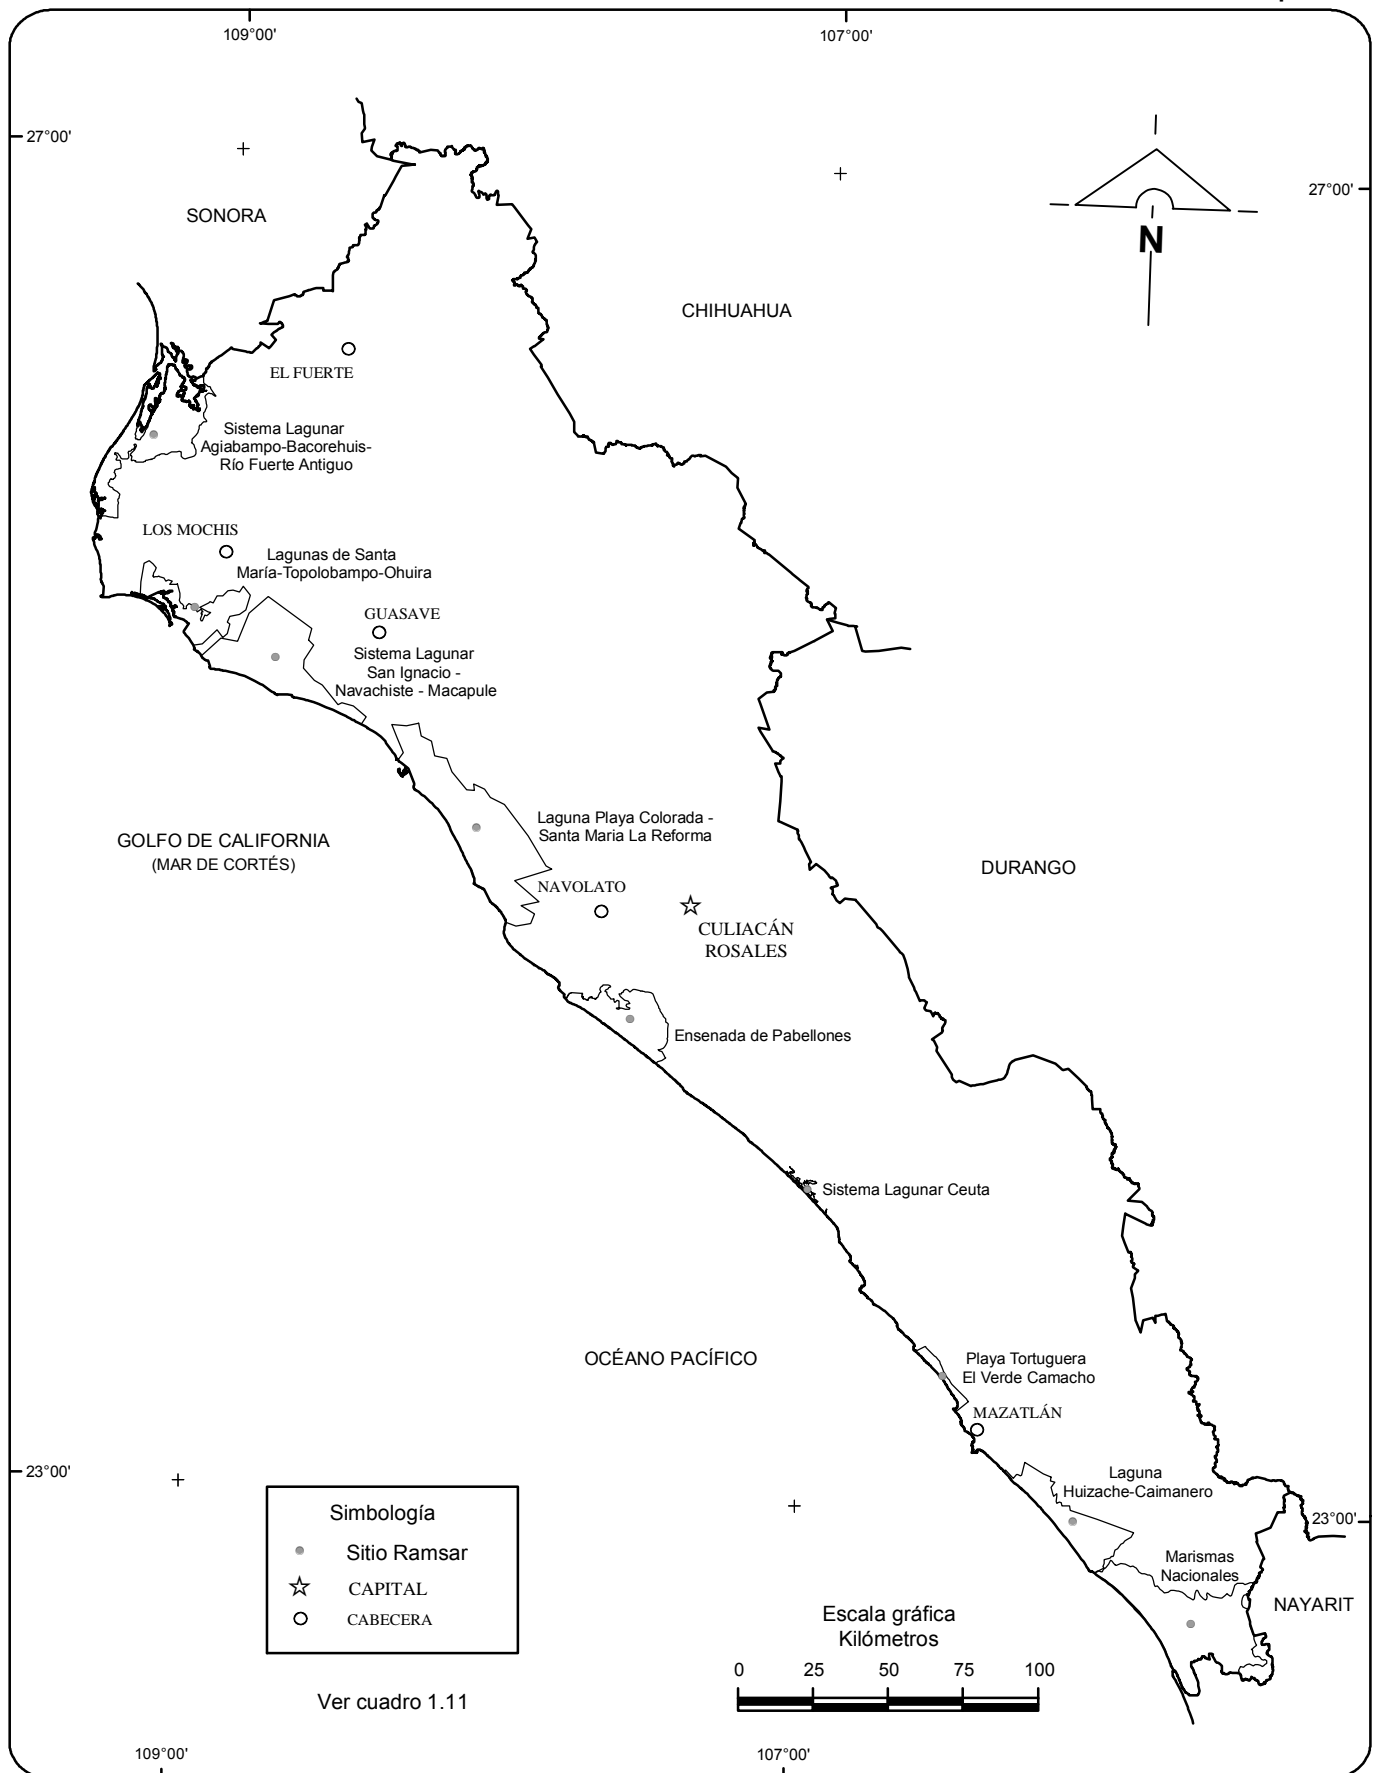 109°00'
107°00'
27°00'
27°00'
SONORA
N
CHIHUAHUA
EL FUERTE
Sistema Lagunar
Agiabampo-Bacorehuis-
Río Fuerte Antiguo
LOS MOCHIS
Lagunas de Santa
María-Topolobampo-Ohuira
GUASAVE
Sistema Lagunar
San Ignacio -
Navachiste - Macapule
Laguna Playa Colorada -
Santa Maria La Reforma
GOLFO DE CALIFORNIA
(MAR DE CORTÉS)
DURANGO
NAVOLATO
CULIACÁN
ROSALES
Ensenada de Pabellones
Sistema Lagunar Ceuta
OCÉANO PACÍFICO
Playa Tortuguera
El Verde Camacho
MAZATLÁN
23°00'
Laguna
Huizache-Caimanero
23°00'
Marismas
Nacionales
NAYARIT
Simbología
Sitio Ramsar
CAPITAL
CABECERA
Escala gráfica
Kilómetros
0 25 50 75 100
Ver cuadro 1.11
109°00'
107°00'